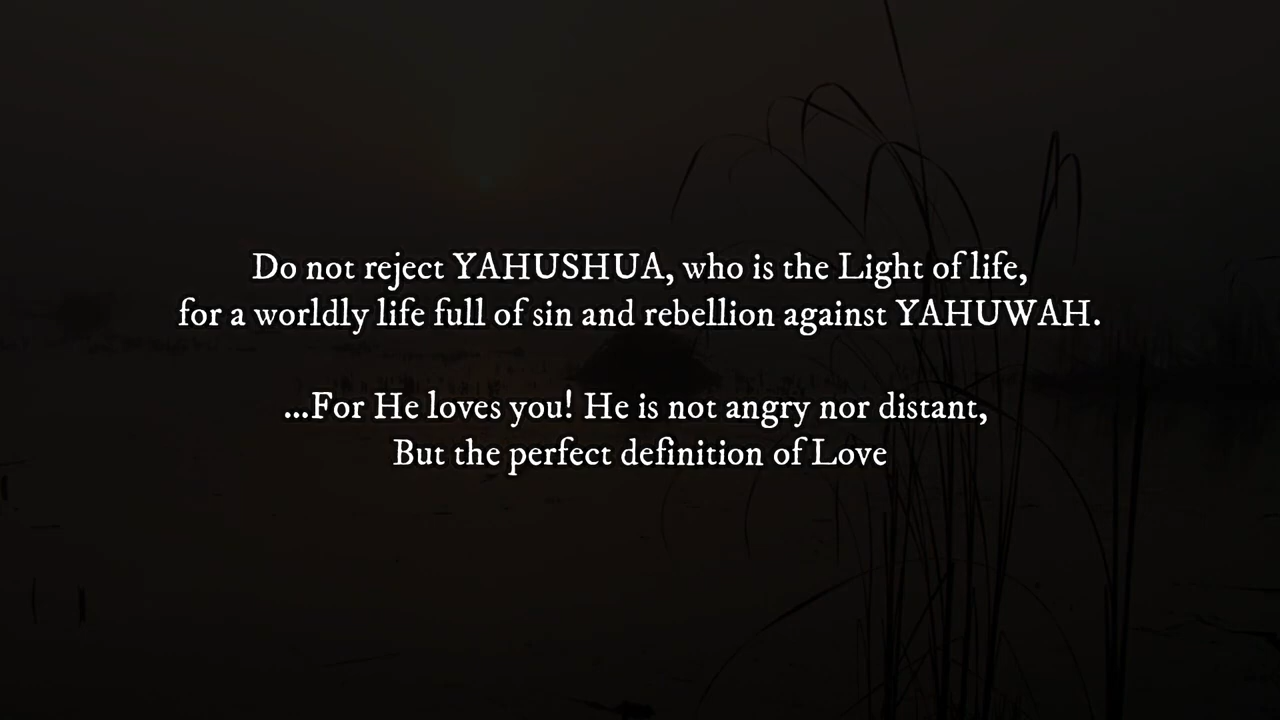 Do not reject YAHUSHUA, who is the Light of life,
for a worldly life full of sin and rebellion against YAHUWAH.
...For He loves you! He is not angry nor distant,
But the perfect definition of Love